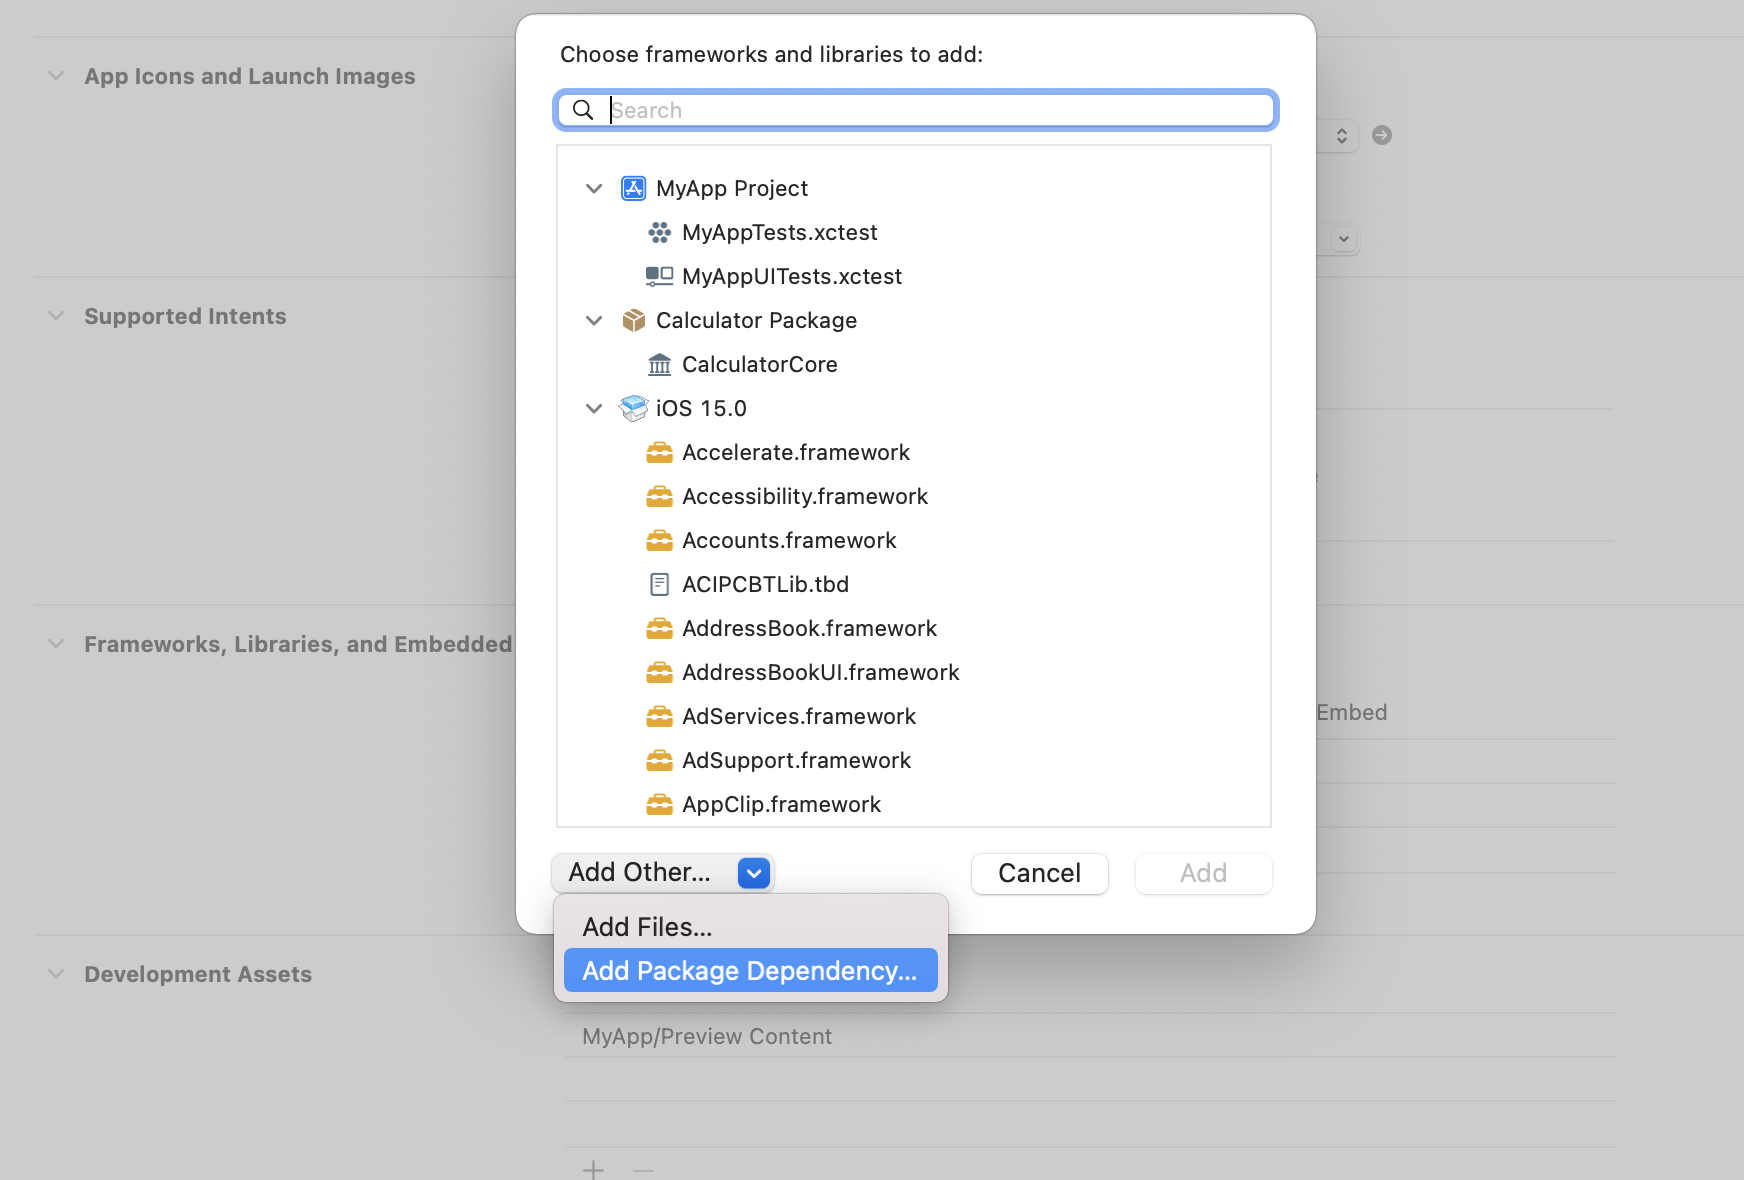 Choose frameworks and libraries to add:
Search
App Icons and Launch Images
MyApp Project
MyAppTests.xctest
MyAppUITests.xctest
Supported Intents
Calculator Package
CalculatorCore
iOS 15.0
Accelerate.framework
Accessibility.framework
Accounts.framework
ACIPCBTLib.tbd
AddressBook.framework
Frameworks, Libraries, and Embedded
AddressBookUI.framework
AdServices.framework
Embed
AdSupport.framework
AppClip.framework
Add Other...
Cancel
Add
Add Files...
Add Package Dependency...
Development Assets
MyApp/Preview Content